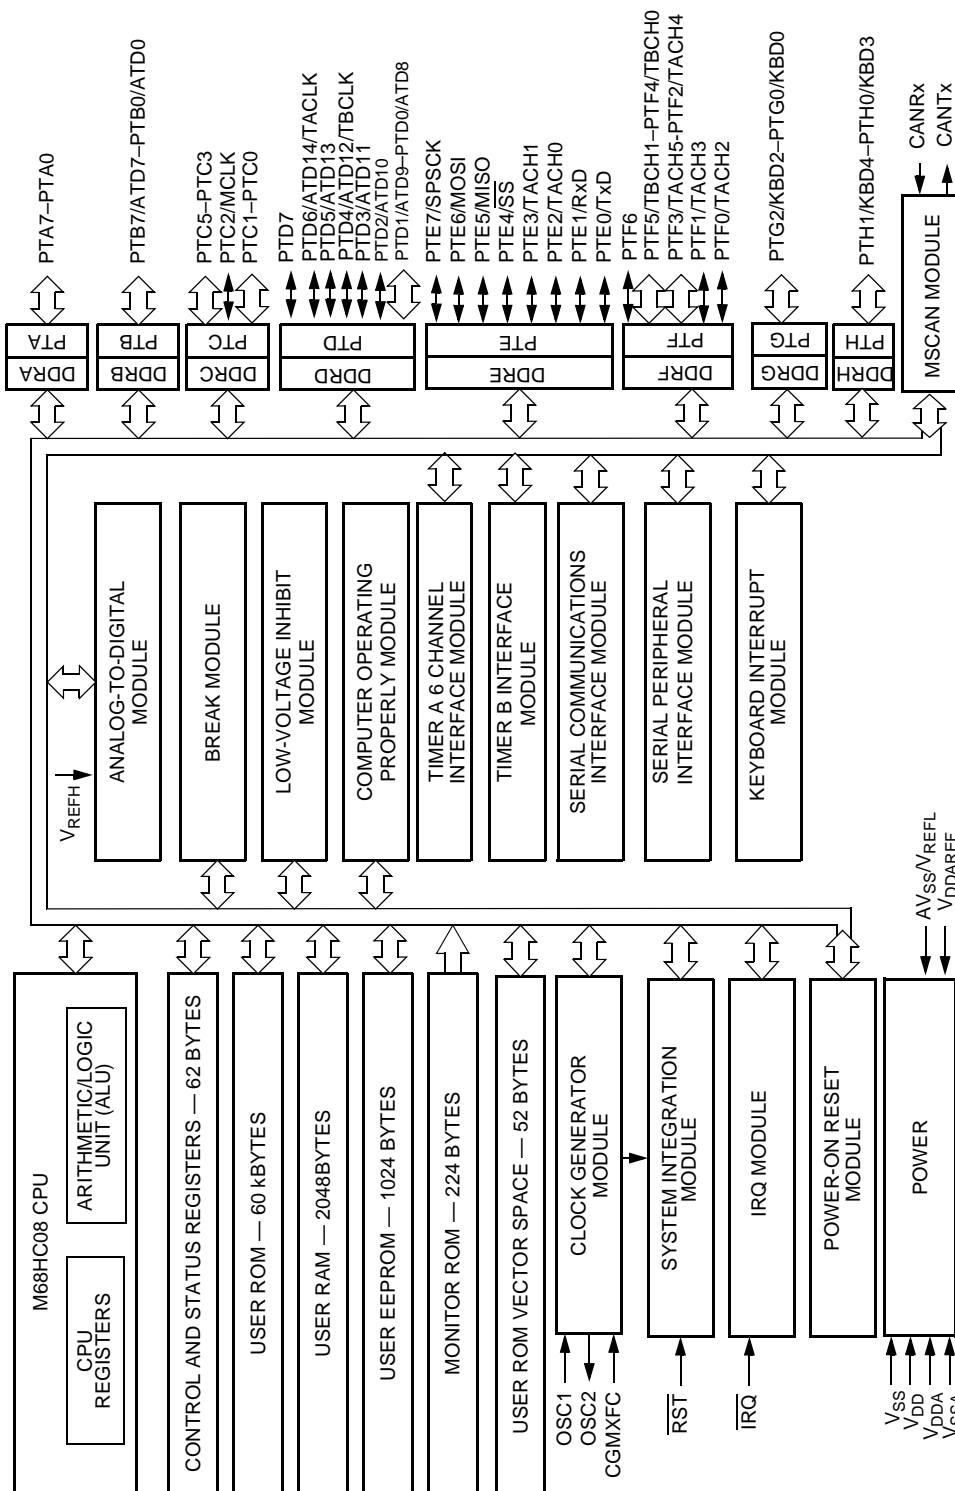 M68HC08 CPU
CPU
REGISTERS
ARITHMETIC/LOGIC
UNIT (ALU)
CONTROL AND STATUS REGISTERS — 62 BYTES
USER ROM — 60 kBYTES
USER RAM — 2048BYTES
USER EEPROM — 1024 BYTES
MONITOR ROM — 224 BYTES
USER ROM VECTOR SPACE — 52 BYTES
OSC1
OSC2
CGMXFC
CLOCK GENERATOR
MODULE
RST
SYSTEM INTEGRATION
MODULE
IRQ
IRQ MODULE
POWER-ON RESET
MODULE
VSS
VDD
VDDA
VSSA
POWER
AVSS/VREFL
VDDAREF
VREFH
ANALOG-TO-DIGITAL
MODULE
BREAK MODULE
LOW-VOLTAGE INHIBIT
MODULE
COMPUTER OPERATING
PROPERLY MODULE
TIMER A 6 CHANNEL
INTERFACE MODULE
TIMER B INTERFACE
MODULE
SERIAL COMMUNICATIONS
INTERFACE MODULE
SERIAL PERIPHERAL
INTERFACE MODULE
KEYBOARD INTERRUPT
MODULE
DDRA
PTA
PTA7–PTA0
DDRB
PTB
PTB7/ATD7–PTB0/ATD0
DDRC
PTC
PTC5–PTC3
PTC2/MCLK
PTC1–PTC0
DDRD
PTD
PTD7
PTD6/ATD14/TACLK
PTD5/ATD13
PTD4/ATD12/TBCLK
PTD3/ATD11
PTD2/ATD10
PTD1/ATD9–PTD0/ATD8
DDRE
PTE
PTE7/SPSCK
PTE6/MOSI
PTE5/MISO
PTE4/SS
PTE3/TACH1
PTE2/TACH0
PTE1/RxD
PTE0/TxD
DDRF
PTF
PTF6
PTF5/TBCH1–PTF4/TBCH0
PTF3/TACH5-PTF2/TACH4
PTF1/TACH3
PTF0/TACH2
DDRG
PTG
PTG2/KBD2–PTG0/KBD0
DDRH
PTH
PTH1/KBD4–PTH0/KBD3
MSCAN MODULE
CANRx
CANTx